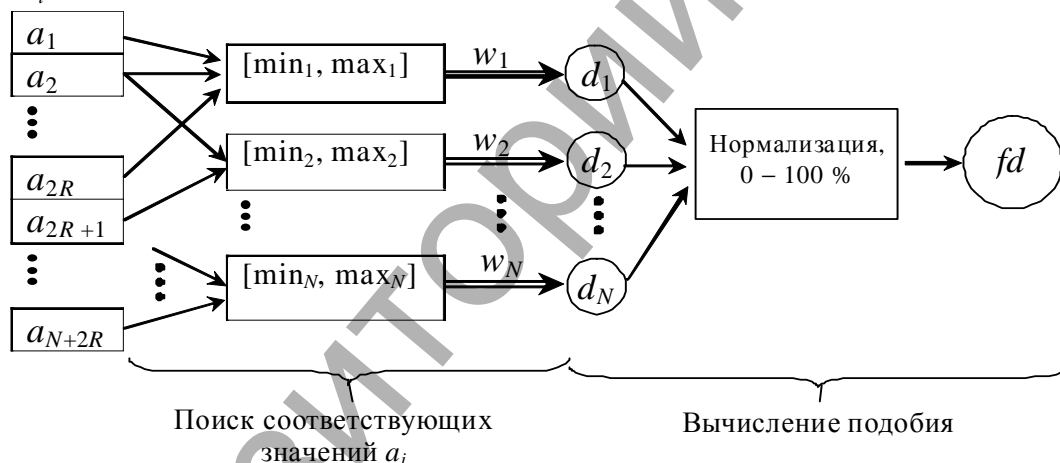 a₁
a₂
a₂R
a₂R₊₁
aN₊₂R
[min₁, max₁]
[min₂, max₂]
[minN, maxN]
w₁
w₂
wN
d₁
d₂
dN
Нормализация,
0 – 100 %
fd
Поиск соответствующих
значений aᵢ
Вычисление подобия